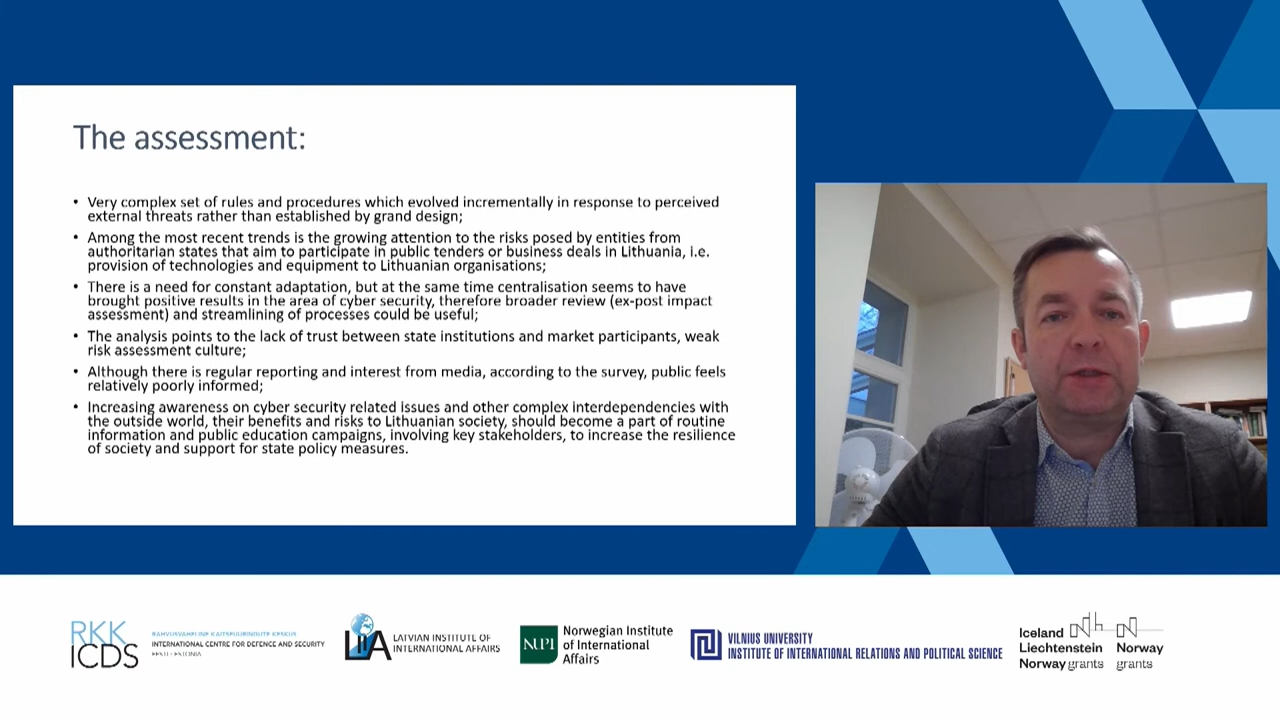 The assessment:
• Very complex set of rules and procedures which evolved incrementally in response to perceived
external threats rather than established by grand design;
• Among the most recent trends is the growing attention to the risks posed by entities from
authoritarian states that aim to participate in public tenders or business deals in Lithuania, i.e.
provision of technologies and equipment to Lithuanian organisations;
• There is a need for constant adaptation, but at the same time centralisation seems to have
brought positive results in the area of cyber security, therefore broader review (ex-post impact
assessment) and streamlining of processes could be useful;
• The analysis points to the lack of trust between state institutions and market participants, weak
risk assessment culture;
• Although there is regular reporting and interest from media, according to the survey, public feels
relatively poorly informed;
• Increasing awareness on cyber security related issues and other complex interdependencies with
the outside world, their benefits and risks to Lithuanian society, should become a part of routine
information and public education campaigns, involving key stakeholders, to increase the resilience
of society and support for state policy measures.
RKK
ICDS
RAHVUSVAHELINE KAITSEUURINGUTE KESKUS
INTERNATIONAL CENTRE FOR DEFENCE AND SECURITY
EESTI • ESTONIA
LIIA
LATVIAN INSTITUTE OF
INTERNATIONAL AFFAIRS
NUPI
Norwegian Institute
of International
Affairs
VILNIUS UNIVERSITY
INSTITUTE OF INTERNATIONAL RELATIONS AND POLITICAL SCIENCE
Iceland
Liechtenstein
Norway grants
Norway
grants